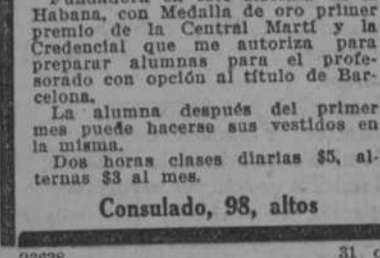 Habana, con Medalla de oro primer
premio de la Central Martí y la
Credencial que me autoriza para
preparar alumnas para el profe-
sorado con opción al título de Bar-
celona.
La alumna después del primer
mes puede hacerse sus vestidos en
la misma.
Dos horas clases diarias $5, al-
ternas $3 al mes.
Consulado, 98, altos
31